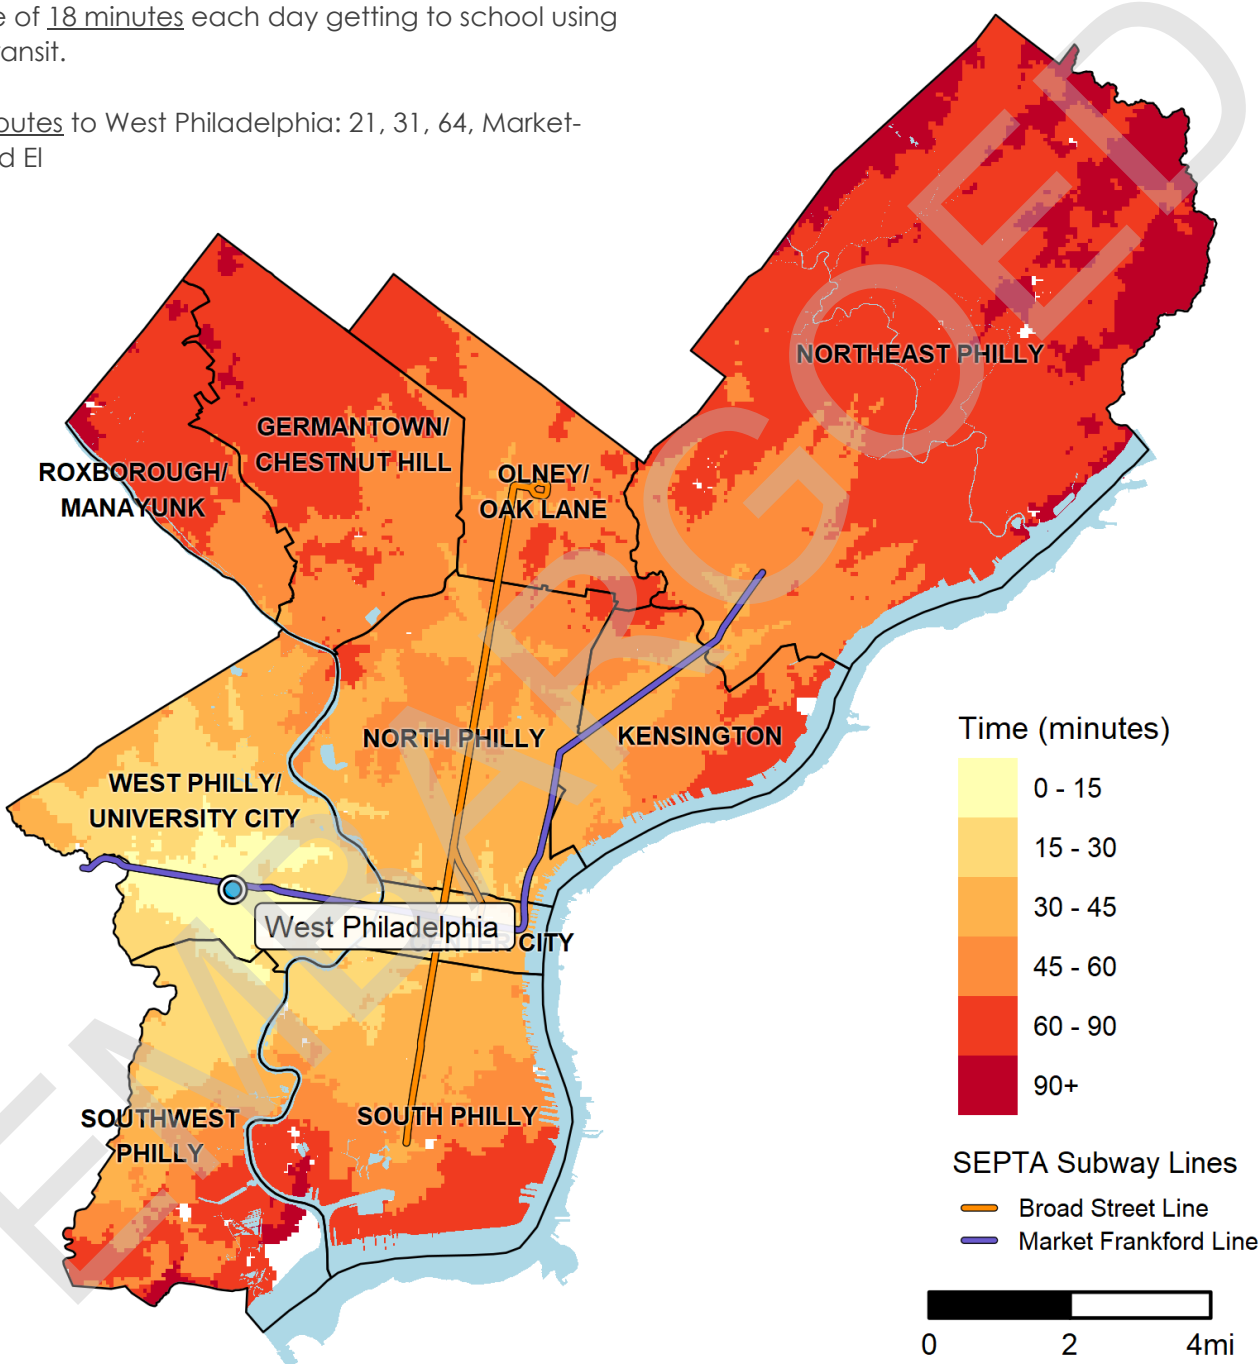 e of 18 minutes each day getting to school using
ansit.
outes to West Philadelphia: 21, 31, 64, Market-
d El
NORTHEAST PHILLY
GERMANTOWN/
CHESTNUT HILL
ROXBOROUGH/
MANAYUNK
OLNEY/
OAK LANE
NORTH PHILLY
KENSINGTON
WEST PHILLY/
UNIVERSITY CITY
West Philadelphia
CENTER CITY
SOUTHWEST
PHILLY
SOUTH PHILLY
Time (minutes)
0 - 15
15 - 30
30 - 45
45 - 60
60 - 90
90+
SEPTA Subway Lines
Broad Street Line
Market Frankford Line
0 2 4mi
EMBARGOED